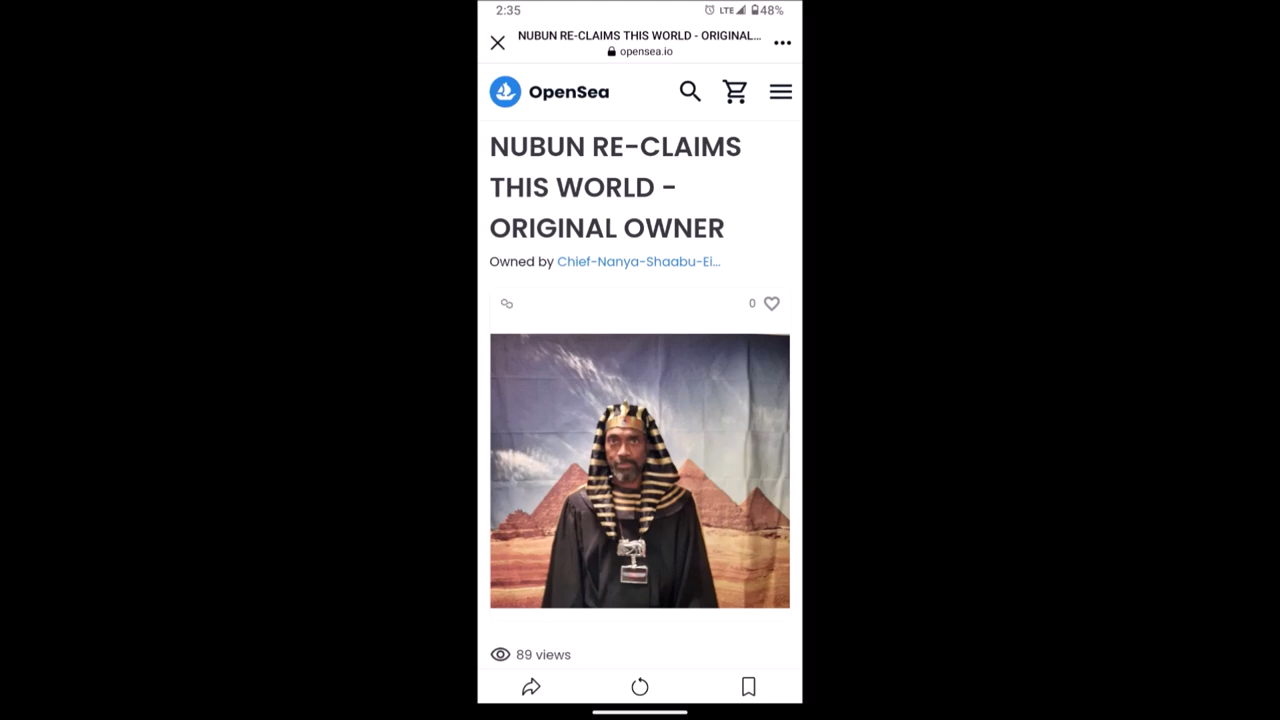 2:35 LTE 48%
NUBUN RE-CLAIMS THIS WORLD - ORIGINAL...
opensea.io
OpenSea
NUBUN RE-CLAIMS
THIS WORLD -
ORIGINAL OWNER
Owned by Chief-Nanya-Shaabu-Ei...
0
89 views